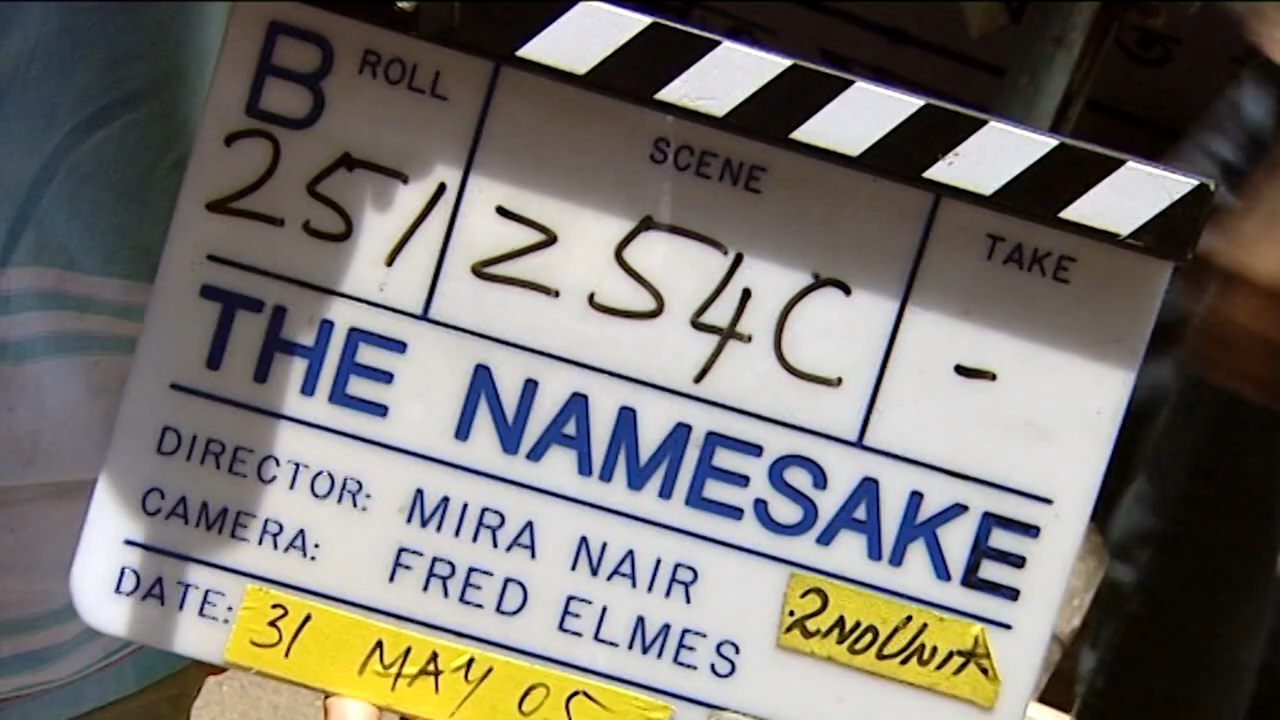 B ROLL SCENE TAKE
251 254C -
THE NAMESAKE
DIRECTOR: MIRA NAIR
CAMERA: FRED ELMES
2ND UNIT
DATE: 31 MAY 05